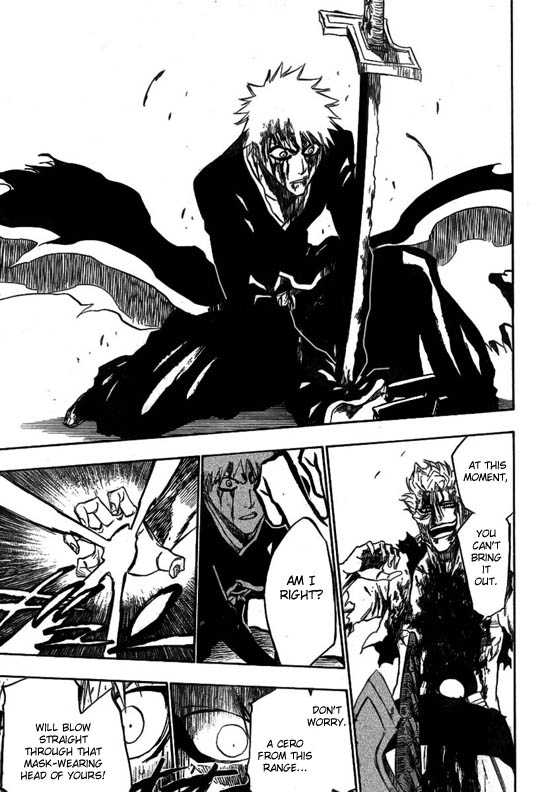 AT THIS
MOMENT,
YOU
CAN'T
BRING
IT
OUT.
AM I
RIGHT?
DON'T
WORRY.
A CERO
FROM THIS
RANGE...
WILL BLOW
STRAIGHT
THROUGH THAT
MASK-WEARING
HEAD OF YOURS!